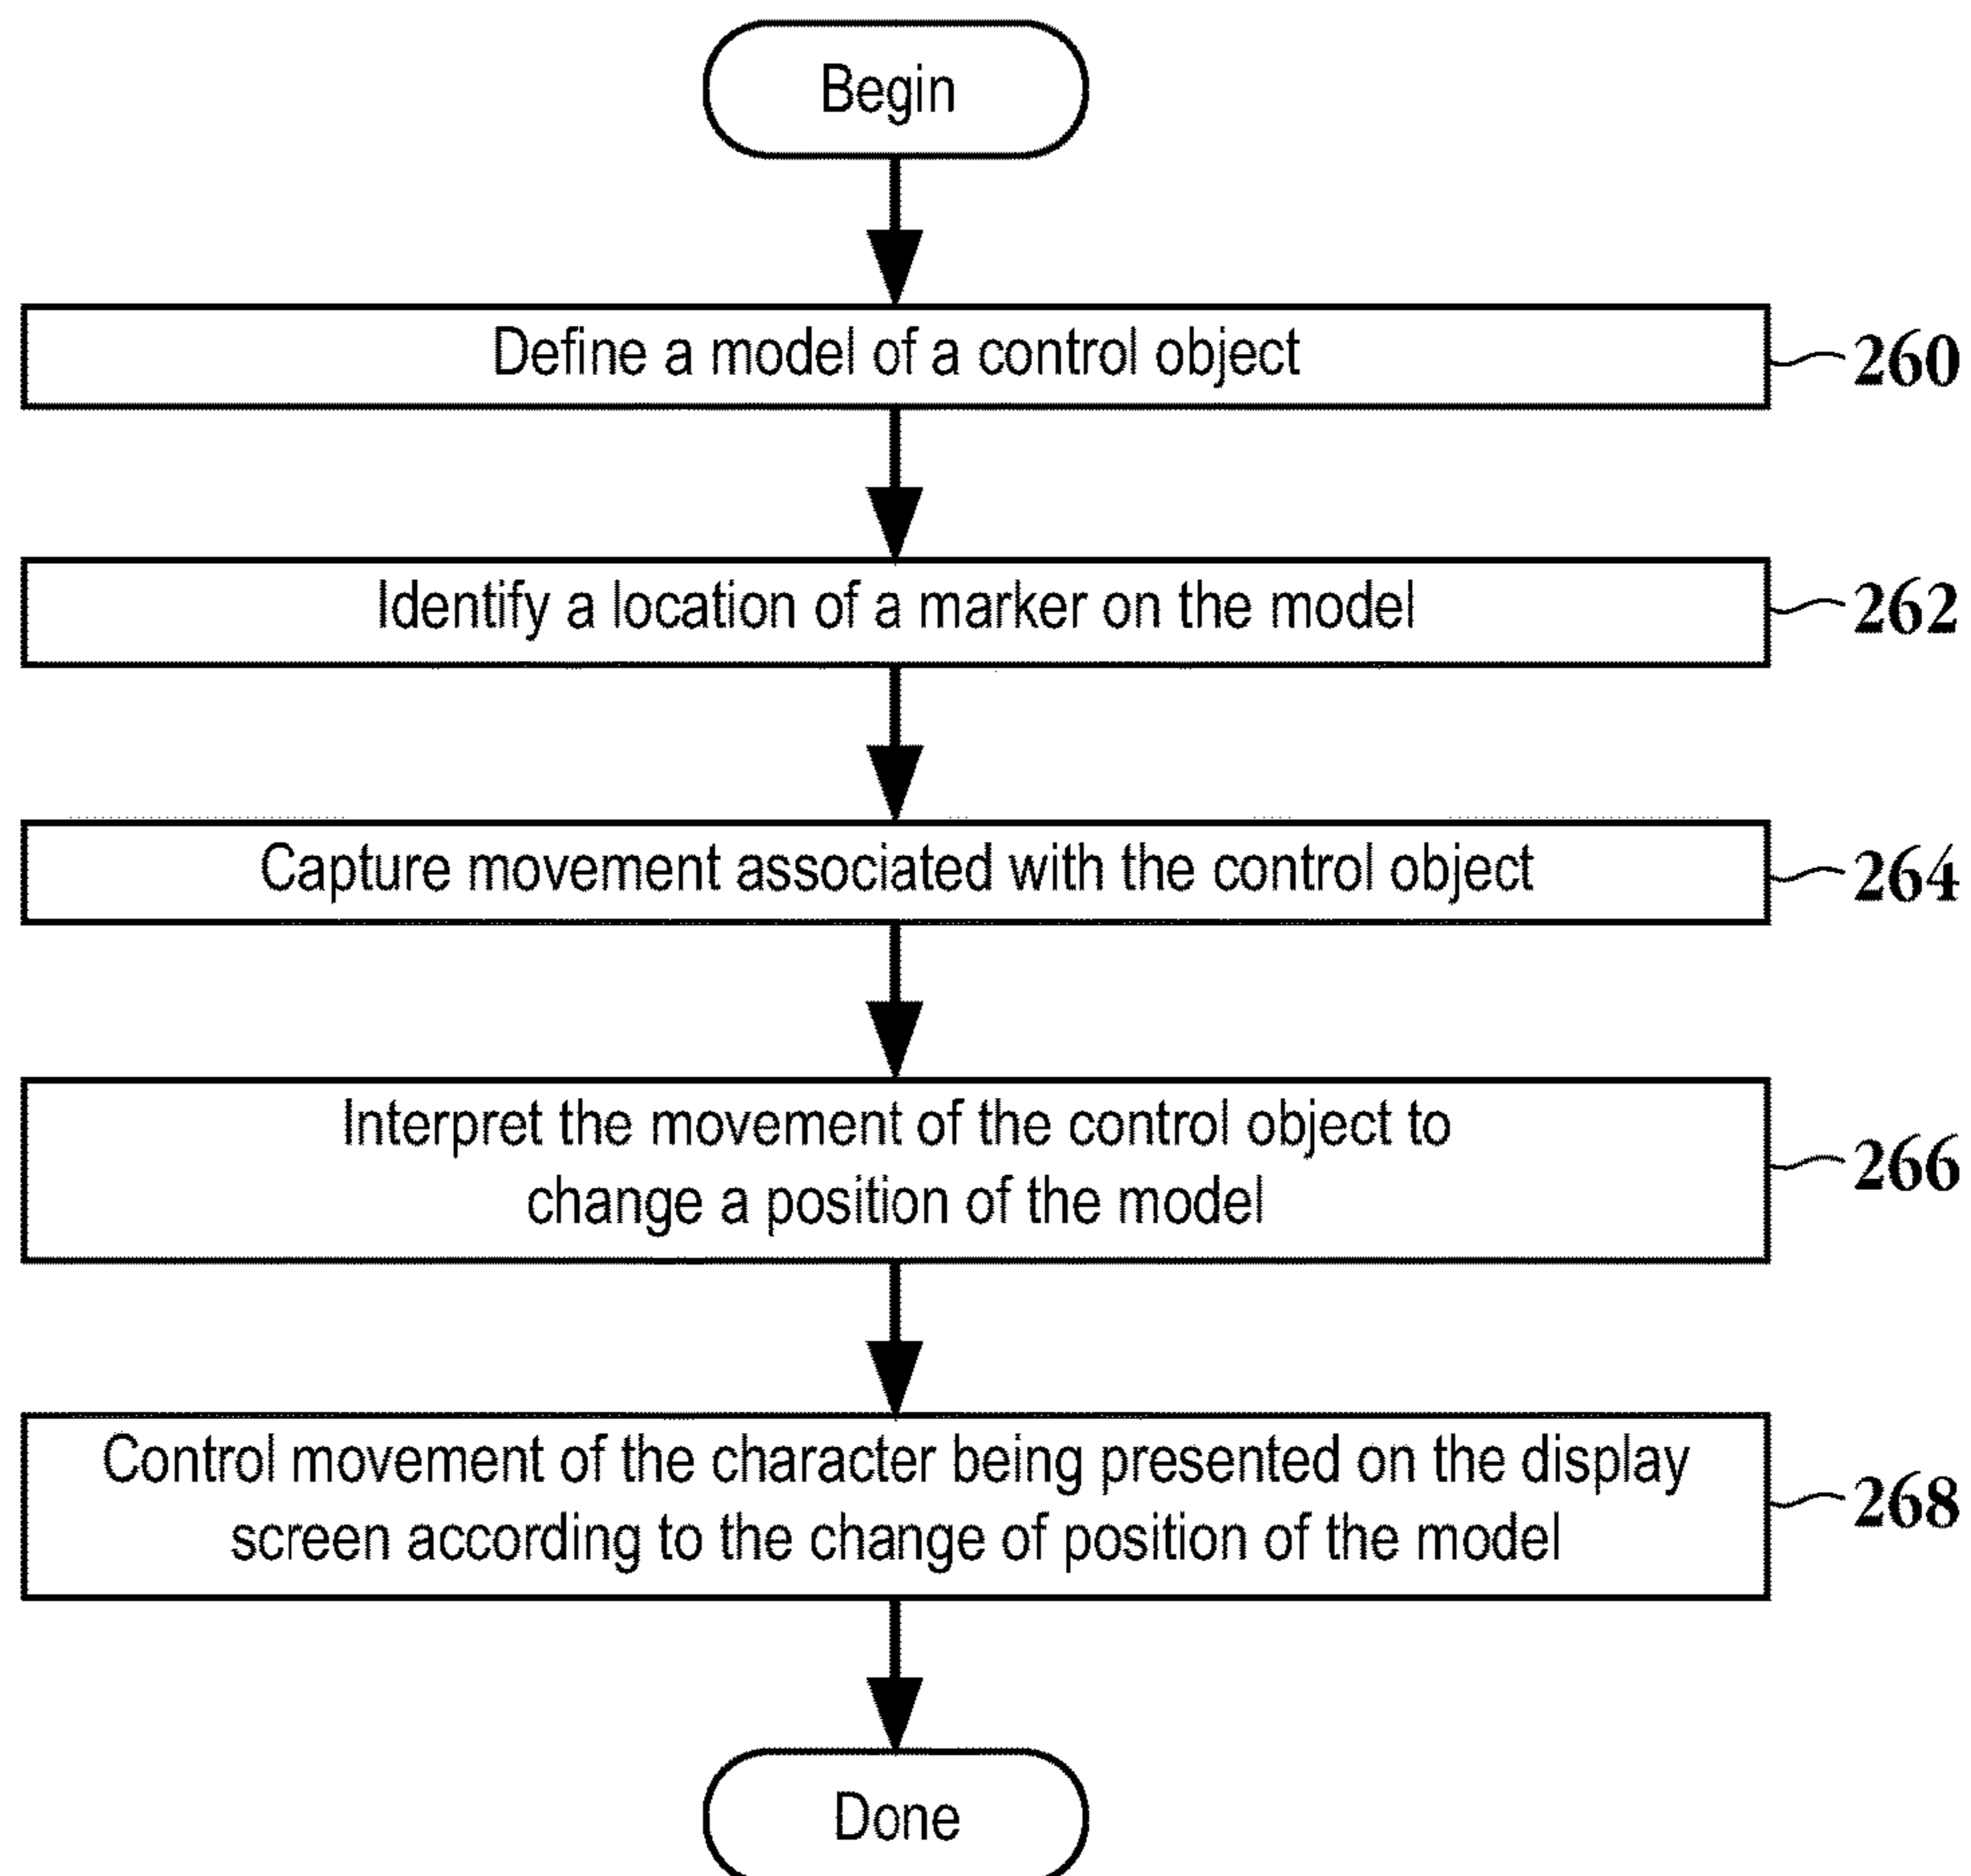 Begin
Define a model of a control object
260
Identify a location of a marker on the model
262
Capture movement associated with the control object
264
Interpret the movement of the control object to
change a position of the model
266
Control movement of the character being presented on the display
screen according to the change of position of the model
268
Done